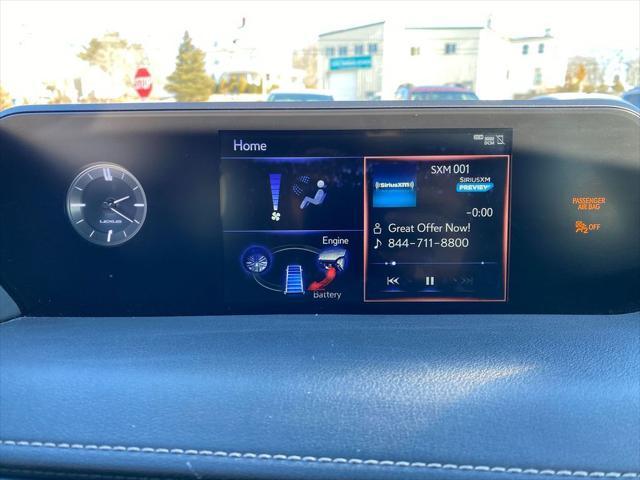 Home
SXM 001
SiriusXM
SiriusXM
PREVIEW
-0:00
Great Offer Now!
844-711-8800
Engine
Battery
LEXUS
PASSENGER
AIR BAG
2 OFF